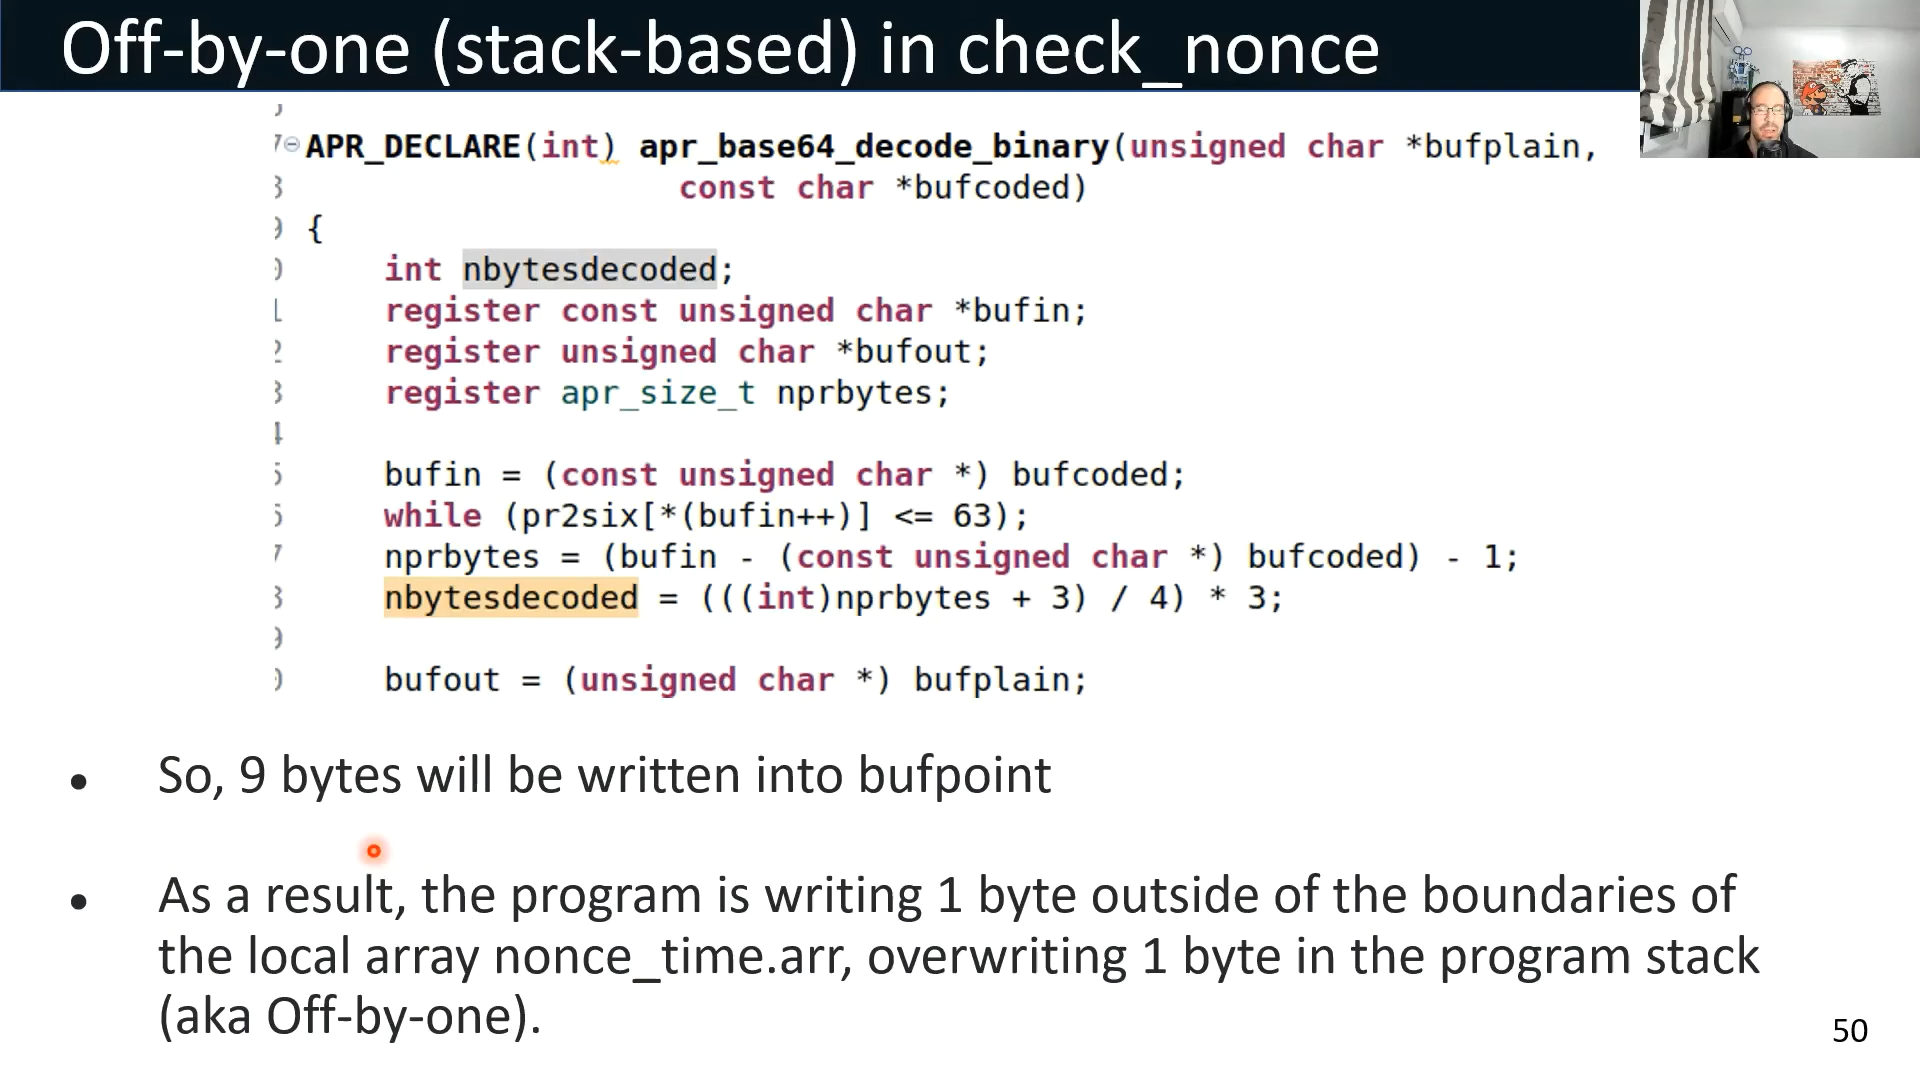 Off-by-one (stack-based) in check_nonce
APR_DECLARE(int) apr_base64_decode_binary(unsigned char *bufplain,
const char *bufcoded)
{
int nbytesdecoded;
register const unsigned char *bufin;
register unsigned char *bufout;
register apr_size_t nprbytes;
bufin = (const unsigned char *) bufcoded;
while (pr2six[*(bufin++)] <= 63);
nprbytes = (bufin - (const unsigned char *) bufcoded) - 1;
nbytesdecoded = (((int)nprbytes + 3) / 4) * 3;
bufout = (unsigned char *) bufplain;
• So, 9 bytes will be written into bufpoint
• As a result, the program is writing 1 byte outside of the boundaries of
the local array nonce_time.arr, overwriting 1 byte in the program stack
(aka Off-by-one).
50